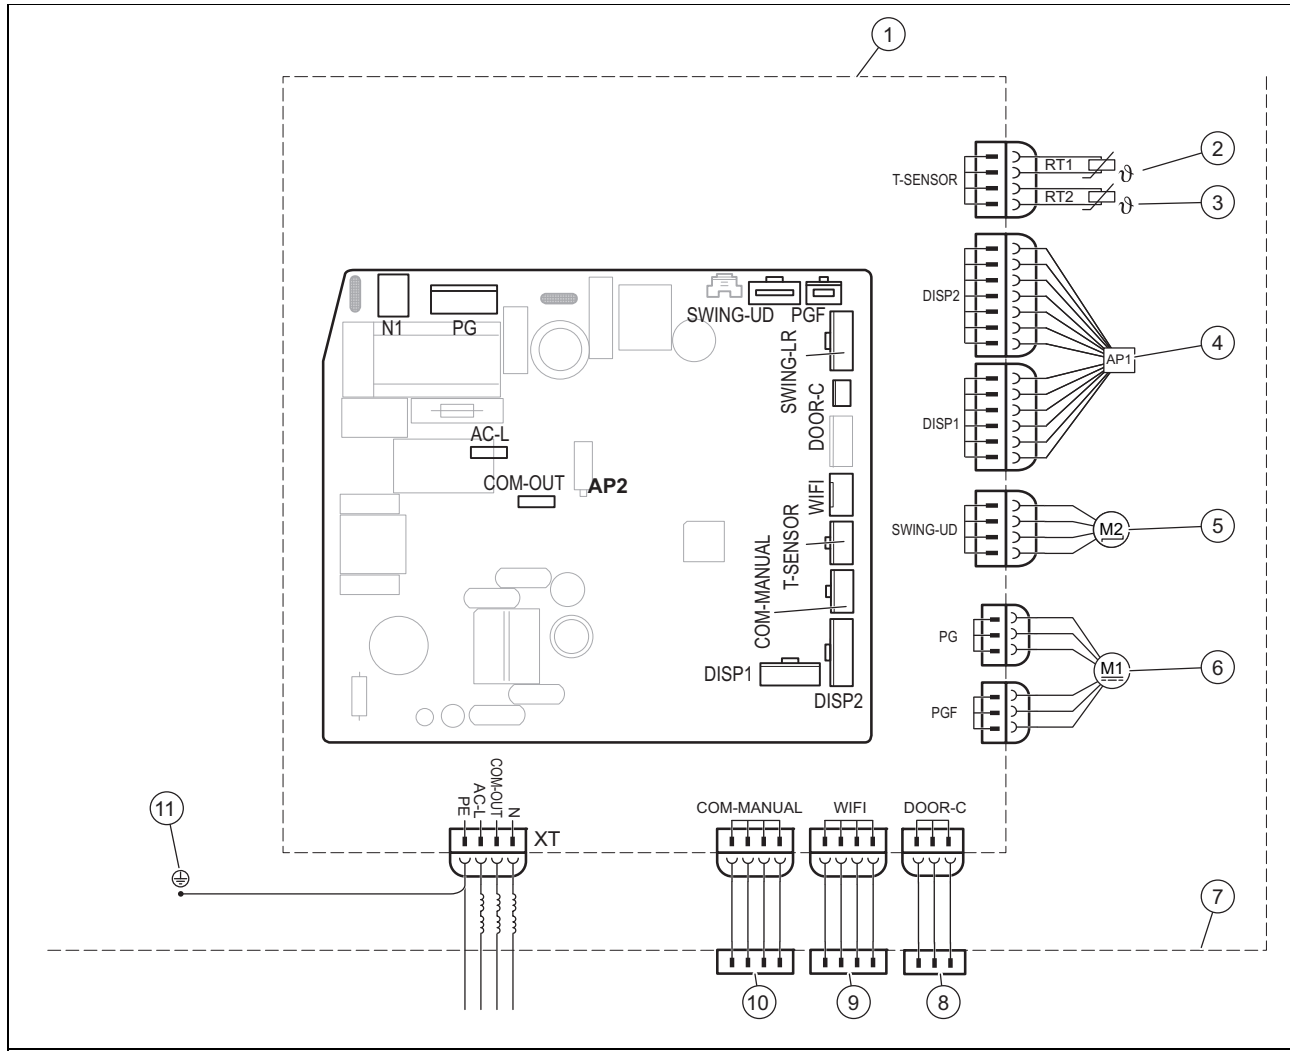 1
2
T-SENSOR
RT1
ϑ
RT2
ϑ
3
DISP2
4
AP1
DISP1
N1
PG
SWING-UD
PGF
SWING-LR
DOOR-C
AC-L
COM-OUT
AP2
WIFI
T-SENSOR
COM-MANUAL
DISP1
DISP2
SWING-UD
M2
5
PG
M1
6
PGF
11
PE
AC-L
COM-OUT
N
XT
COM-MANUAL
WIFI
DOOR-C
7
10
9
8